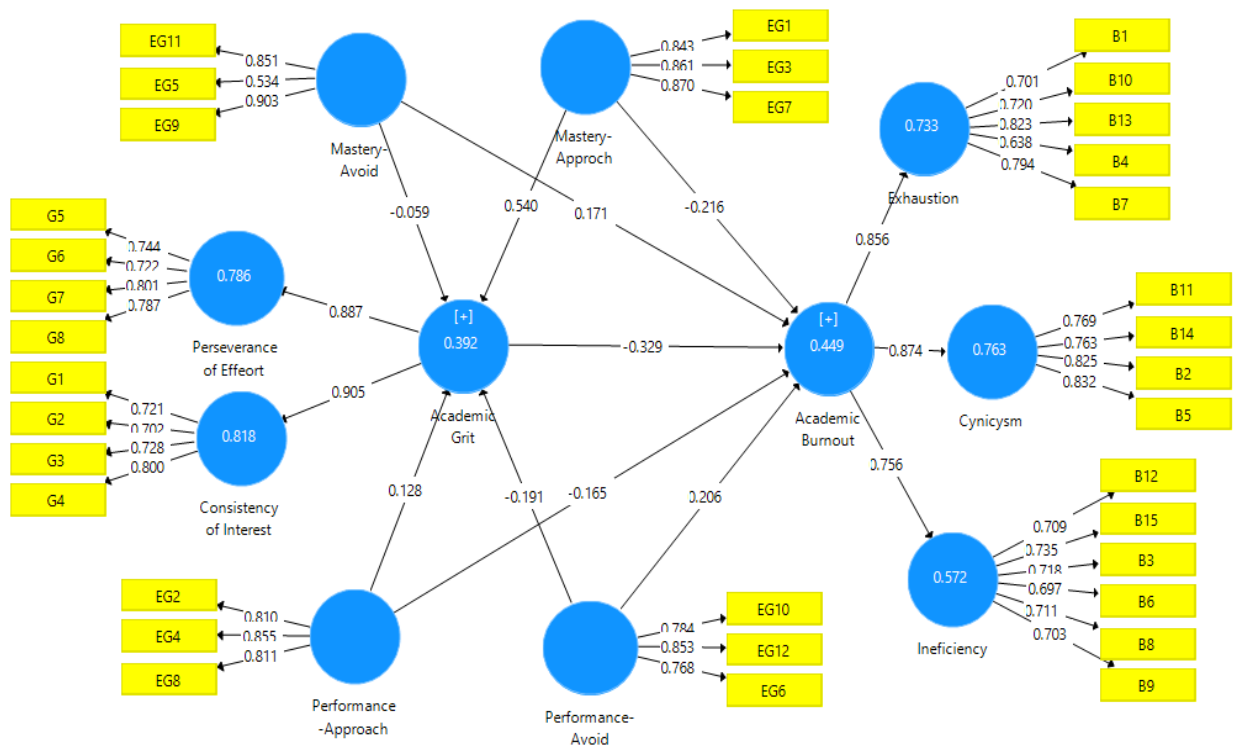 EG11
EG5
EG9
0.851
0.534
0.903
Mastery-
Avoid
Mastery-
Approch
0.843
0.861
0.870
EG1
EG3
EG7
0.733
Exhaustion
0.701
0.720
0.823
0.638
0.794
B1
B10
B13
B4
B7
-0.059
0.540
0.171
-0.216
0.856
G5
G6
G7
G8
0.744
0.722
0.801
0.787
0.786
Perseverance
of Effeort
0.887
[+]
0.392
Academic
Grit
-0.329
[+]
0.449
Academic
Burnout
0.874
0.763
Cynicysm
0.769
0.763
0.825
0.832
B11
B14
B2
B5
G1
G2
G3
G4
0.721
0.702
0.728
0.800
0.818
Consistency
of Interest
0.905
0.128
-0.191
-0.165
0.206
0.756
0.572
Ineficiency
0.709
0.735
0.718
0.697
0.711
0.703
B12
B15
B3
B6
B8
B9
EG2
EG4
EG8
0.810
0.855
0.811
Performance
-Approach
Performance-
Avoid
0.784
0.853
0.768
EG10
EG12
EG6